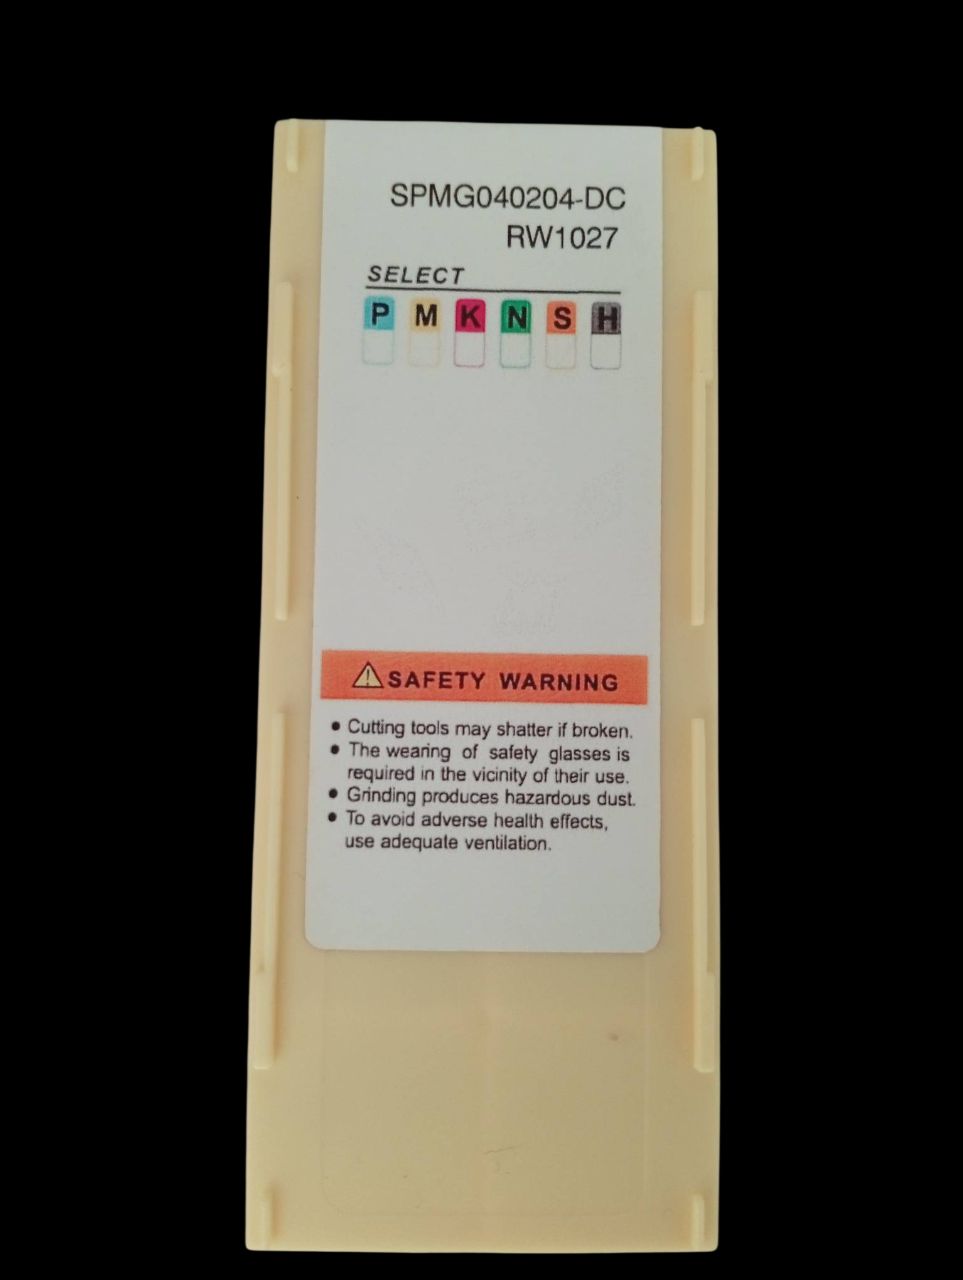 SPMG040204-DC
RW1027
SELECT
P M K N S H
SAFETY WARNING
• Cutting tools may shatter if broken.
• The wearing of safety glasses is
required in the vicinity of their use.
• Grinding produces hazardous dust.
• To avoid adverse health effects,
use adequate ventilation.